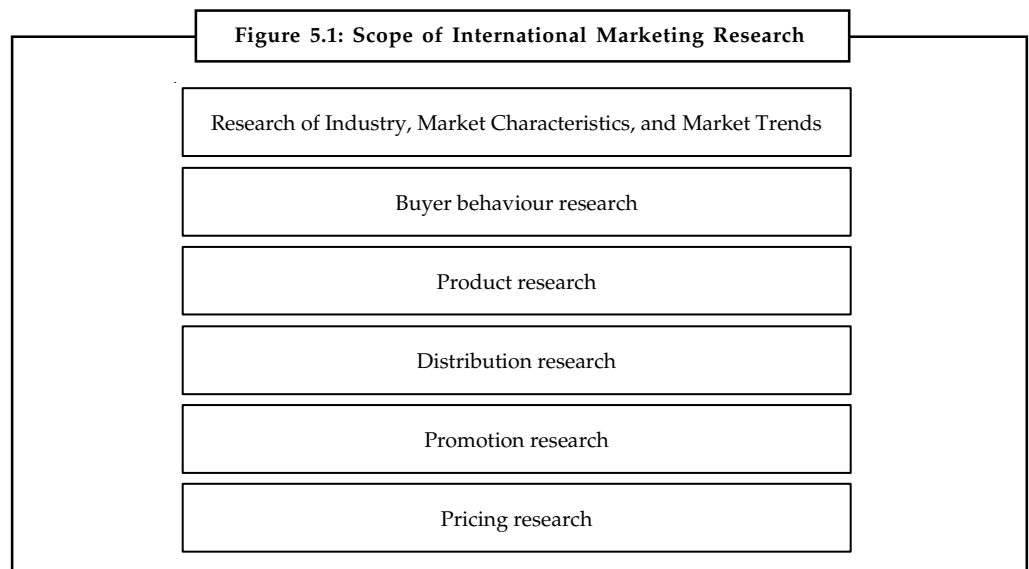 Figure 5.1: Scope of International Marketing Research
Research of Industry, Market Characteristics, and Market Trends
Buyer behaviour research
Product research
Distribution research
Promotion research
Pricing research